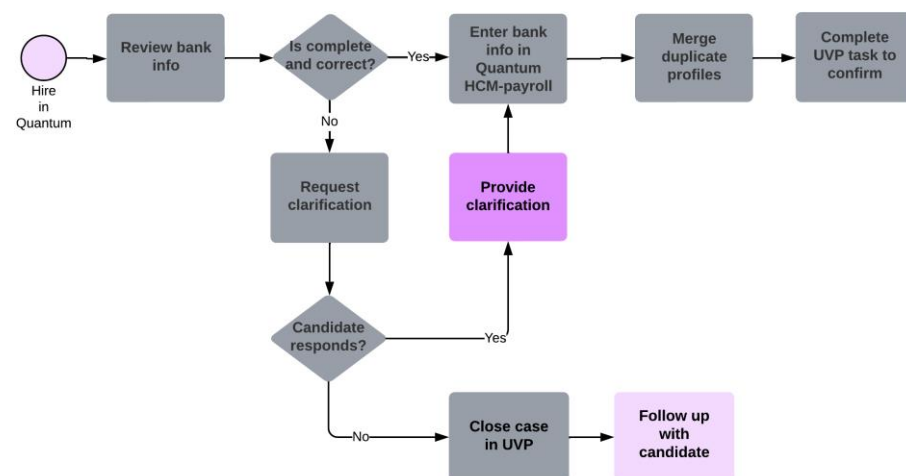 Hire
in
Quantum
Review bank
info
Is complete
and correct?
Yes
Enter bank
info in
Quantum
HCM-payroll
Merge
duplicate
profiles
Complete
UVP task to
confirm
No
Request
clarification
Provide
clarification
Candidate
responds?
Yes
No
Close case
in UVP
Follow up
with
candidate